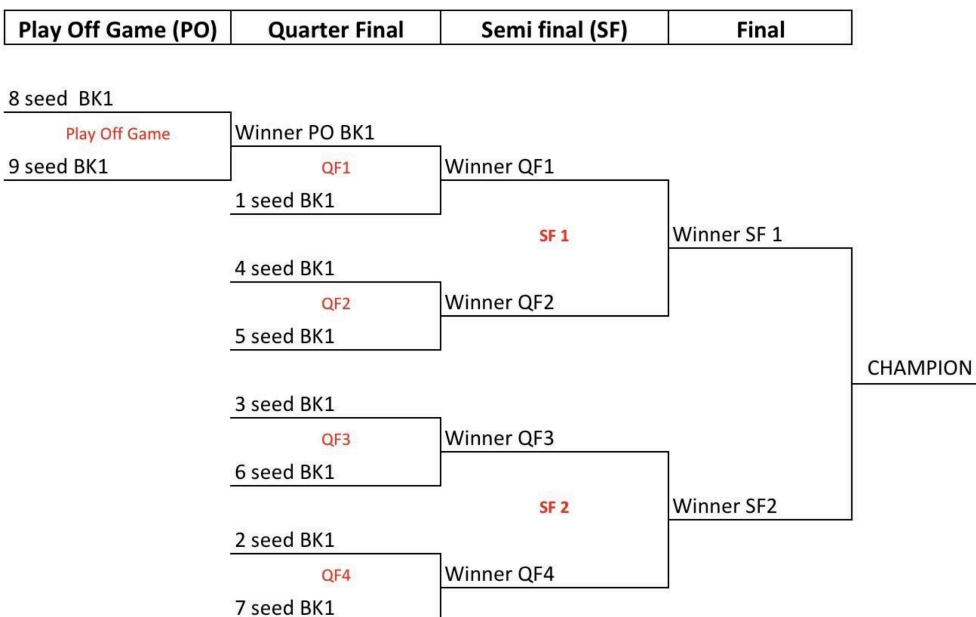 Play Off Game (PO) Quarter Final Semi final (SF) Final
8 seed  BK1
Play Off Game
9 seed BK1
Winner PO BK1
QF1
1 seed BK1
Winner QF1
SF 1
4 seed BK1
QF2
5 seed BK1
Winner QF2
Winner SF 1
CHAMPION
3 seed BK1
QF3
6 seed BK1
Winner QF3
SF 2
2 seed BK1
QF4
7 seed BK1
Winner QF4
Winner SF2